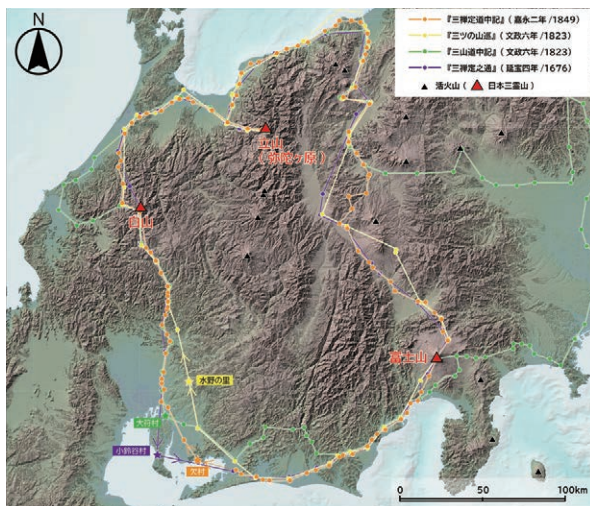 N
『三禅定道中記』(嘉永二年/1849)
『三ツの山巡』(文政六年/1823)
『三山道中記』(文政六年/1823)
『三禅定之通』(延宝四年/1676)
活火山( ▲ ) 日本三霊山
立山
(弥陀ヶ原)
白山
富士山
水野の里
大符村
小鈴谷村
欠村
0 50 100km